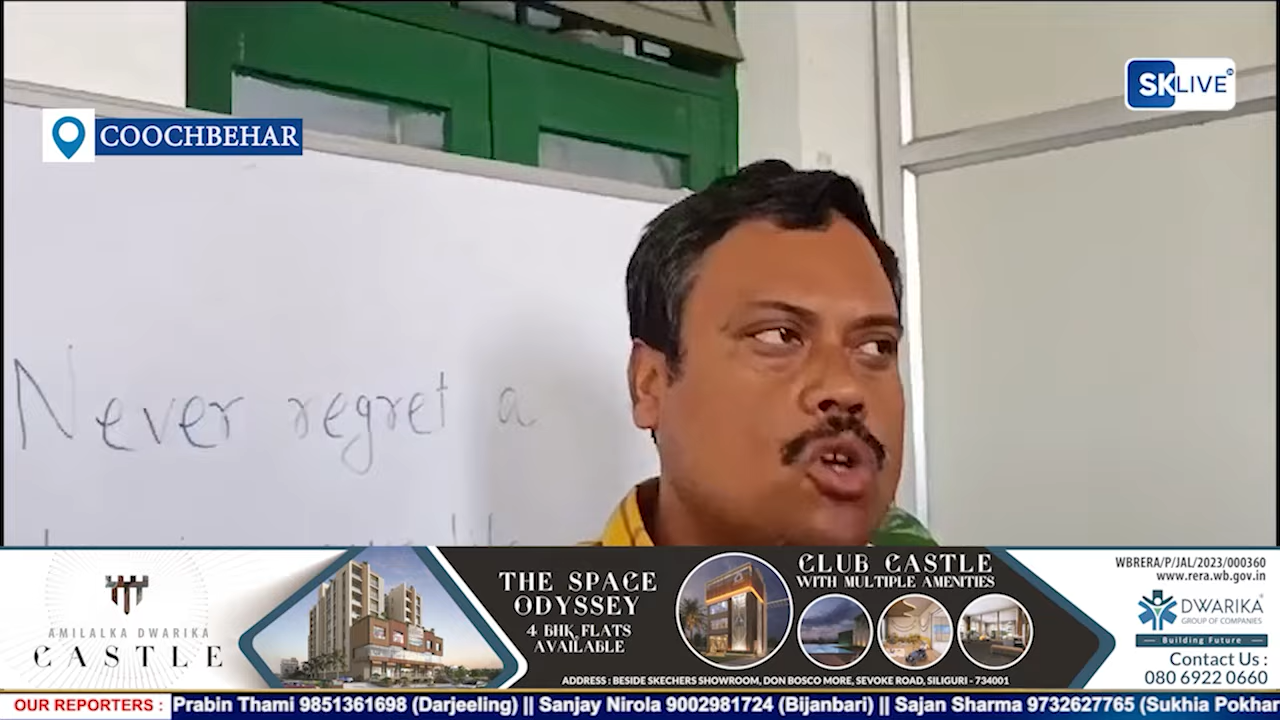 SKLIVE
COOCHBEHAR
Never regret a
AMILALKA DWARIKA
CASTLE
THE SPACE
ODYSSEY
4 BHK FLATS
AVAILABLE
CLUB CASTLE
WITH MULTIPLE AMENITIES
ADDRESS : BESIDE SKECHERS SHOWROOM, DON BOSCO MORE, SEVOKE ROAD, SILIGURI - 734001
WBRERA/P/JAL/2023/000360
www.rera.wb.gov.in
DWARIKA
GROUP OF COMPANIES
Building Future
Contact Us :
080 6922 0660
OUR REPORTERS : Prabin Thami 9851361698 (Darjeeling) || Sanjay Nirola 9002981724 (Bijanbari) || Sajan Sharma 9732627765 (Sukhia Pokhar